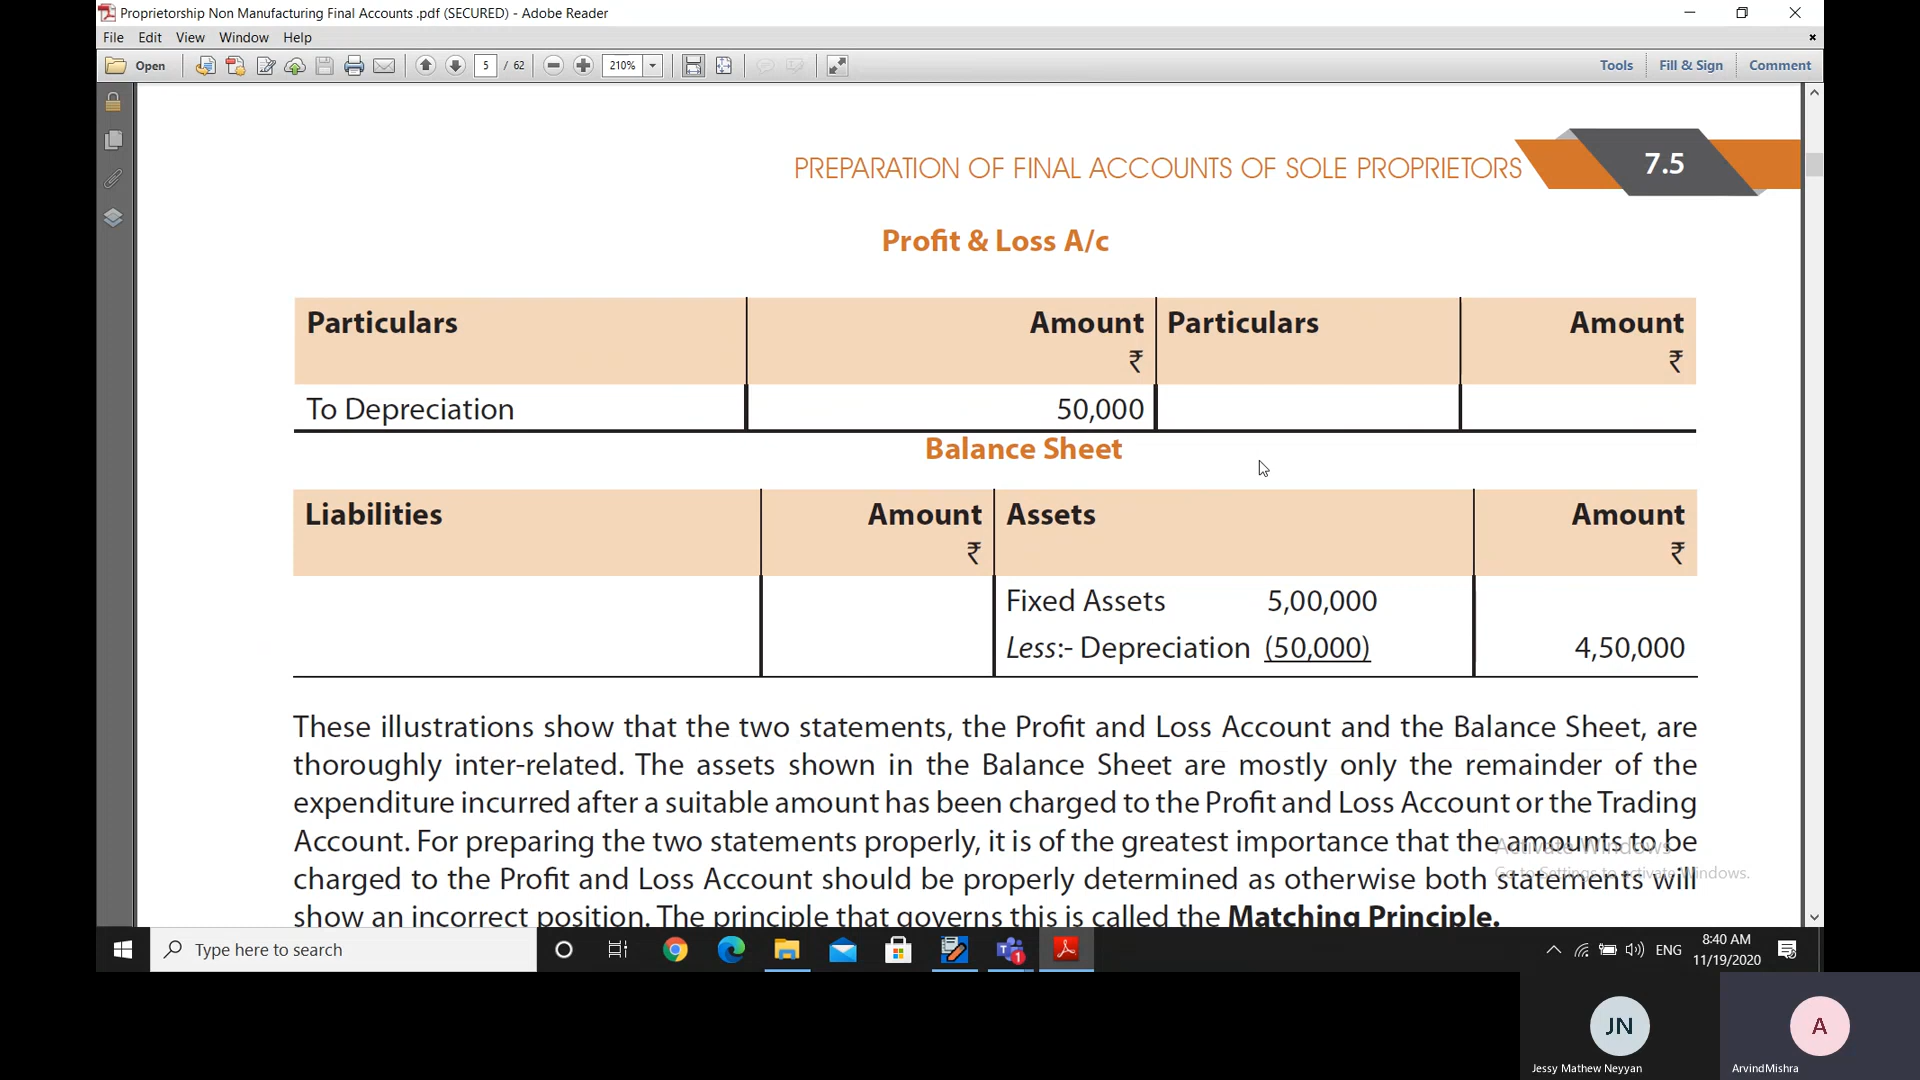 Proprietorship Non Manufacturing Final Accounts .pdf (SECURED) - Adobe Reader
File Edit View Window Help
Open 5 / 62 210% Tools Fill & Sign Comment
PREPARATION OF FINAL ACCOUNTS OF SOLE PROPRIETORS 7.5
Profit & Loss A/c
Particulars Amount Particulars Amount
₹ ₹
To Depreciation 50,000
Balance Sheet
Liabilities Amount Assets Amount
₹ ₹
Fixed Assets 5,00,000
Less:- Depreciation (50,000) 4,50,000
These illustrations show that the two statements, the Profit and Loss Account and the Balance Sheet, are
thoroughly inter-related. The assets shown in the Balance Sheet are mostly only the remainder of the
expenditure incurred after a suitable amount has been charged to the Profit and Loss Account or the Trading
Account. For preparing the two statements properly, it is of the greatest importance that the amounts to be
charged to the Profit and Loss Account should be properly determined as otherwise both statements will
show an incorrect position. The principle that governs this is called the Matching Principle.
Activate Windows
Go to Settings to activate Windows.
Type here to search 1 ENG 8:40 AM
11/19/2020
JN A
Jessy Mathew Neyyan ArvindMishra